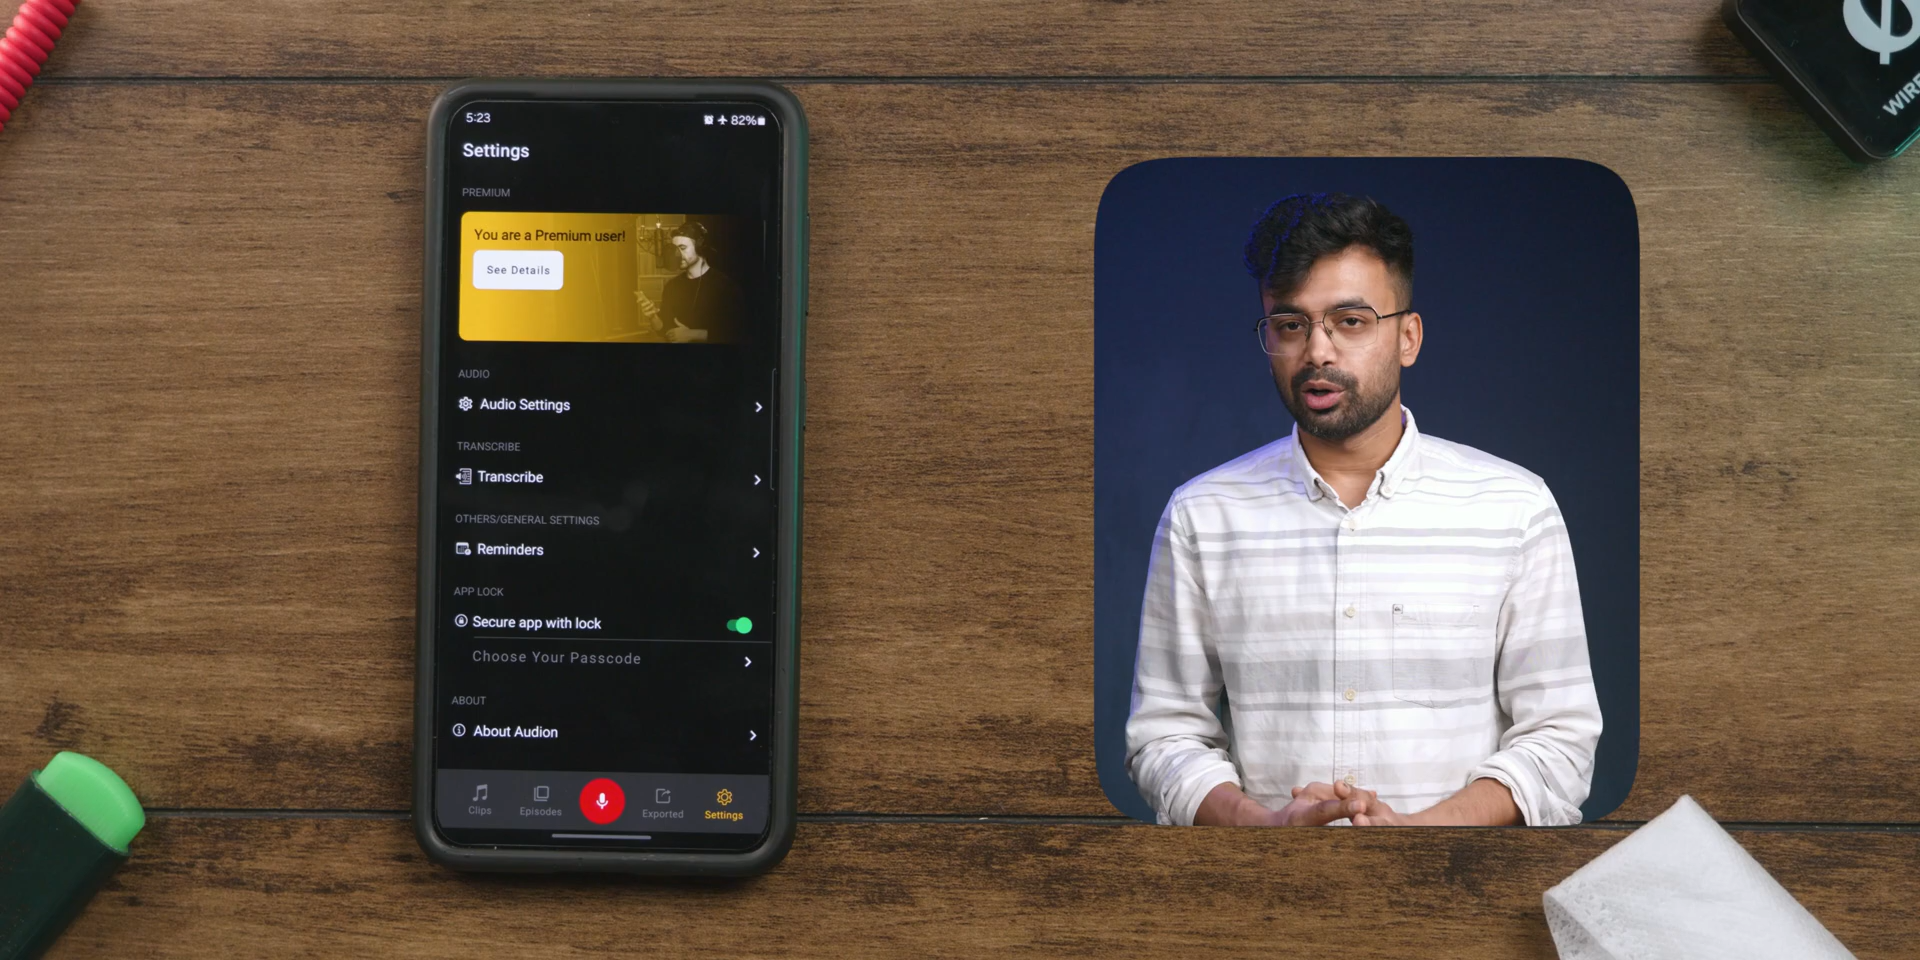 5:23
82%
Settings
PREMIUM
You are a Premium user!
See Details
AUDIO
Audio Settings
TRANSCRIBE
Transcribe
OTHERS/GENERAL SETTINGS
Reminders
APP LOCK
Secure app with lock
Choose Your Passcode
ABOUT
About Audion
Clips
Episodes
Exported
Settings